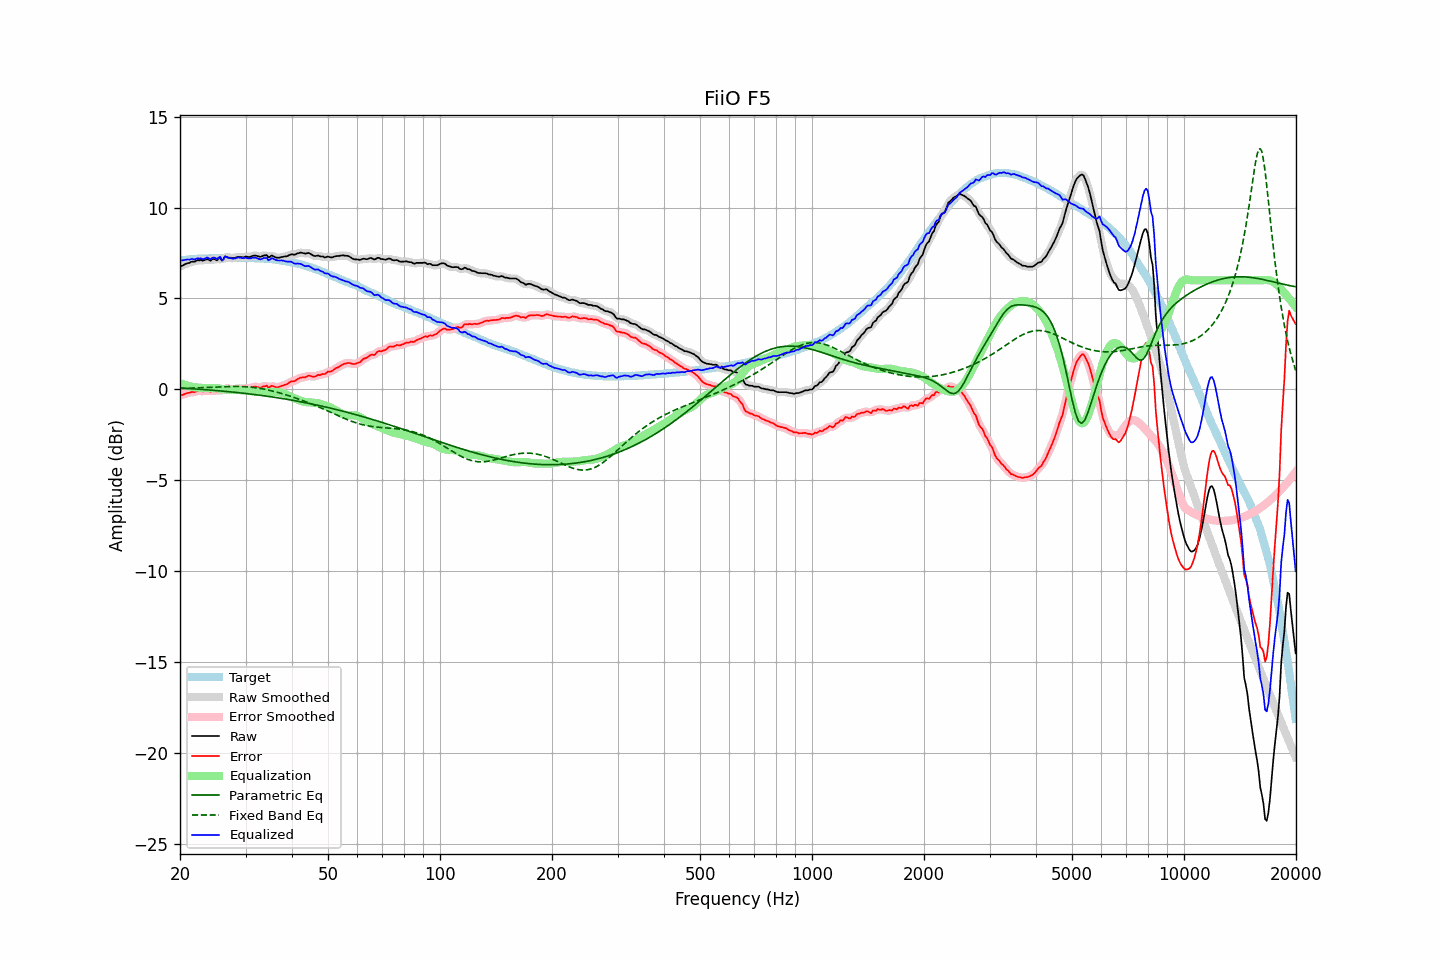 FiiO F5
15
10
5
0
−5
−10
−15
−20
−25
Amplitude (dBr)
Target
Raw Smoothed
Error Smoothed
Raw
Error
Equalization
Parametric Eq
Fixed Band Eq
Equalized
20 50 100 200 500 1000 2000 5000 10000 20000
Frequency (Hz)